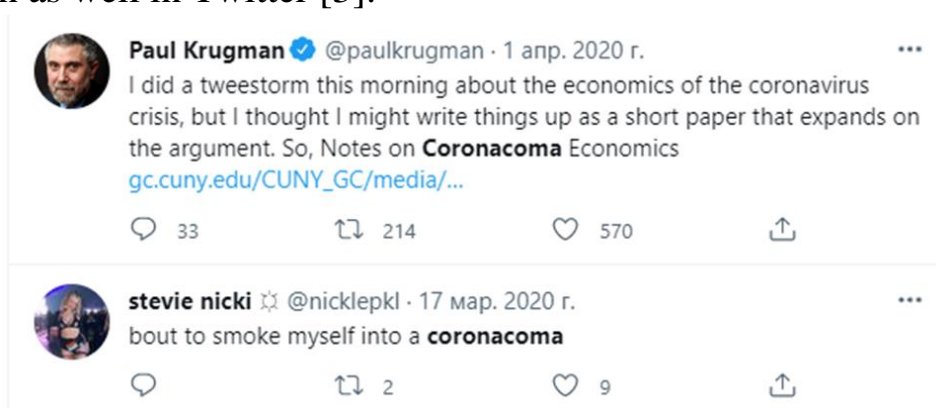 as well in Twitter [3].
Paul Krugman @paulkrugman · 1 апр. 2020 г.
I did a tweestorm this morning about the economics of the coronavirus
crisis, but I thought I might write things up as a short paper that expands on
the argument. So, Notes on Coronacoma Economics
gc.cuny.edu/CUNY_GC/media/...
33 214 570
stevie nicki @nicklepkl · 17 мар. 2020 г.
bout to smoke myself into a coronacoma
2 9